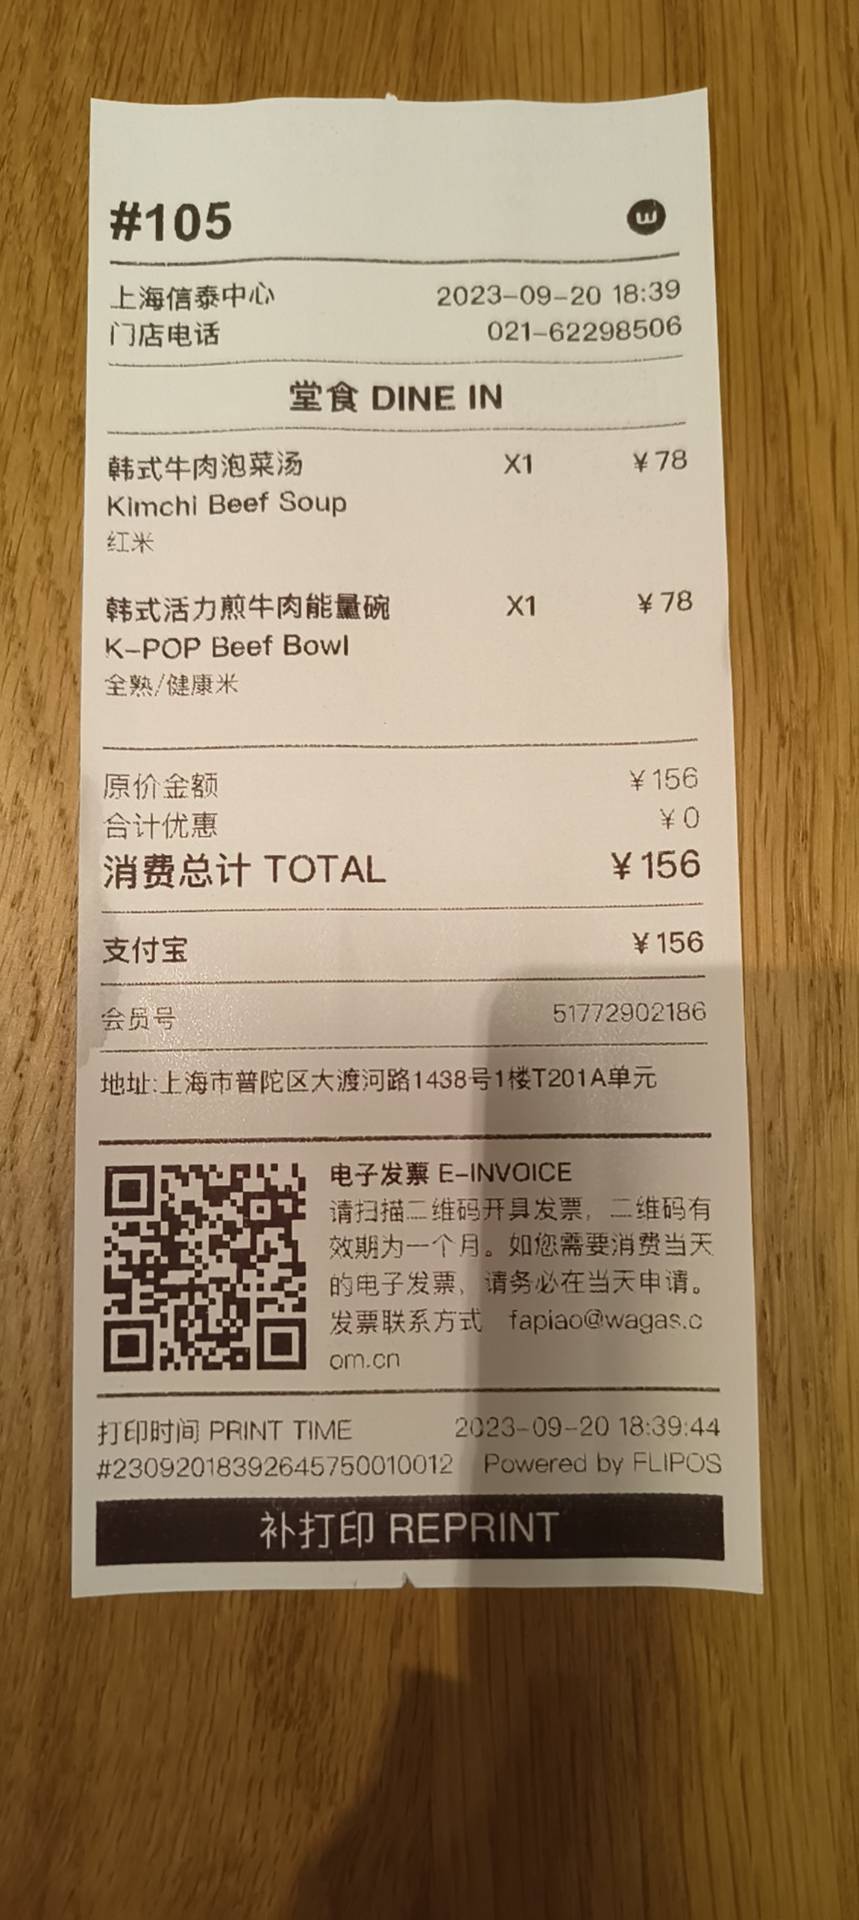 #105
上海信泰中心 2023-09-20 18:39
门店电话 021-62298506
堂食 DINE IN
韩式牛肉泡菜汤 X1 ¥78
Kimchi Beef Soup
红米
韩式活力煎牛肉能量碗 X1 ¥78
K-POP Beef Bowl
全熟/健康米
原价金额 ¥156
合计优惠 ¥0
消费总计 TOTAL ¥156
支付宝 ¥156
会员号 51772902186
地址:上海市普陀区大渡河路1438号1楼T201A单元
电子发票 E-INVOICE
请扫描二维码开具发票，二维码有
效期为一个月。如您需要消费当天
的电子发票，请务必在当天申请。
发票联系方式 fapiao@wagas.c
om.cn
打印时间 PRINT TIME 2023-09-20 18:39:44
#23092018392645750010012 Powered by FLIPOS
补打印 REPRINT